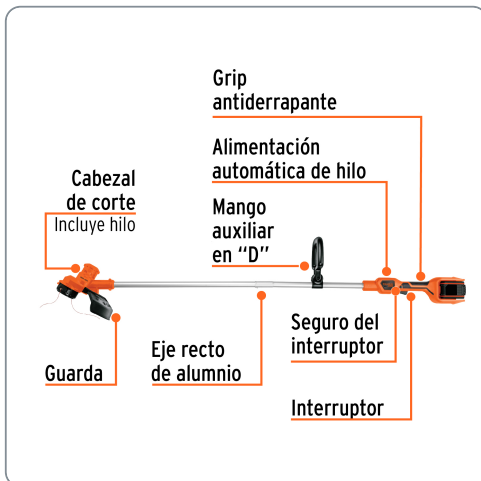 Grip
antiderrapante
Alimentación
automática de hilo
Cabezal
de corte
Incluye hilo
Mango
auxiliar
en “D”
Guarda
Eje recto
de alumnio
Seguro del
interruptor
Interruptor